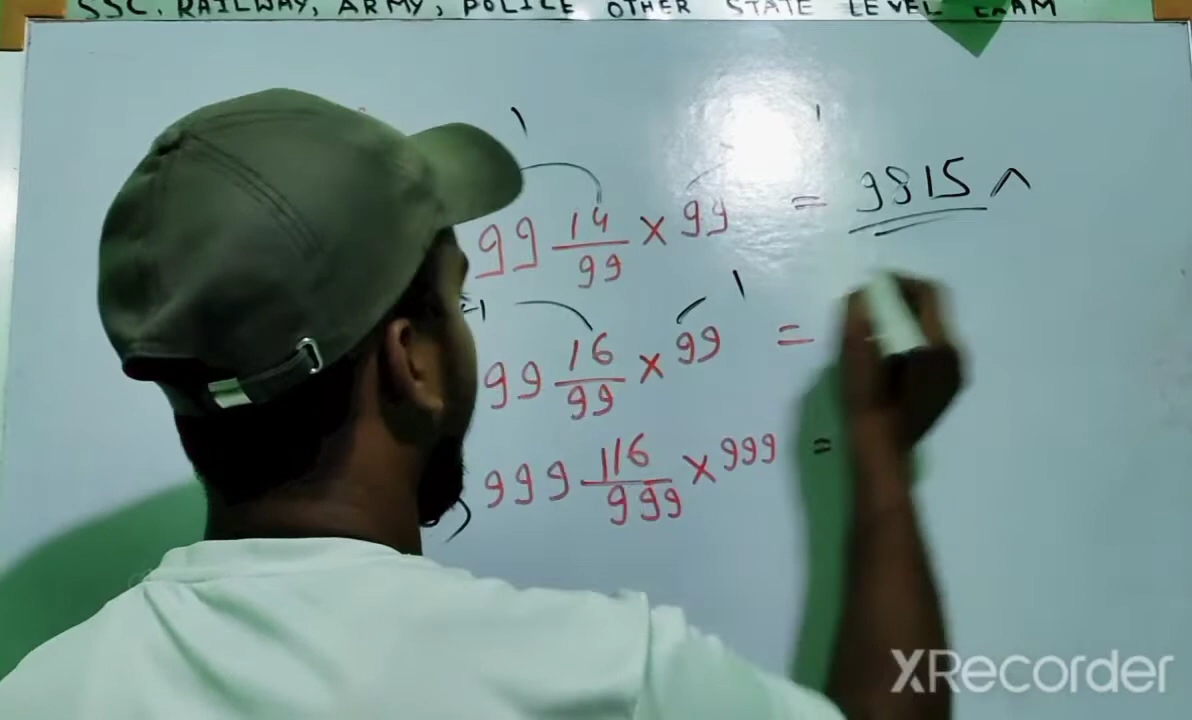 SSC, RAILWAY, ARMY, POLICE OTHER STATE LEVEL EXAM
99 14/99 × 99 = 9815
-1
99 16/99 × 99 =
999 116/999 × 999 =
XRecorder